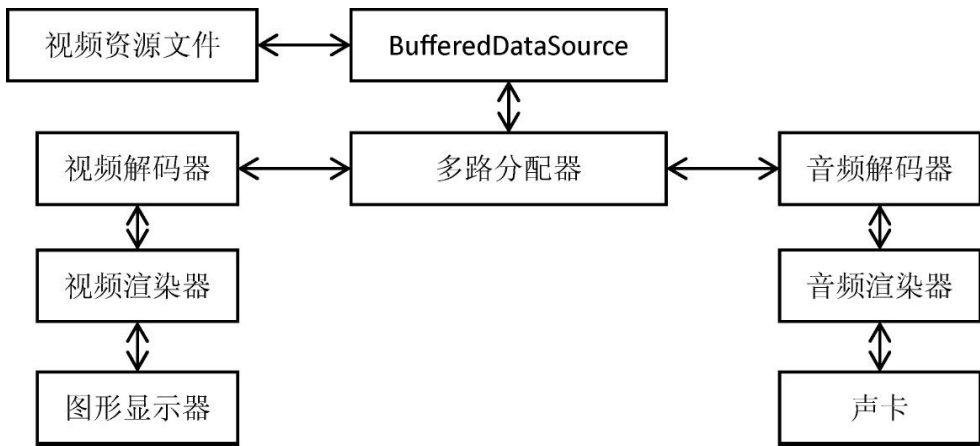 视频资源文件
BufferedDataSource
视频解码器
多路分配器
音频解码器
视频渲染器
音频渲染器
图形显示器
声卡